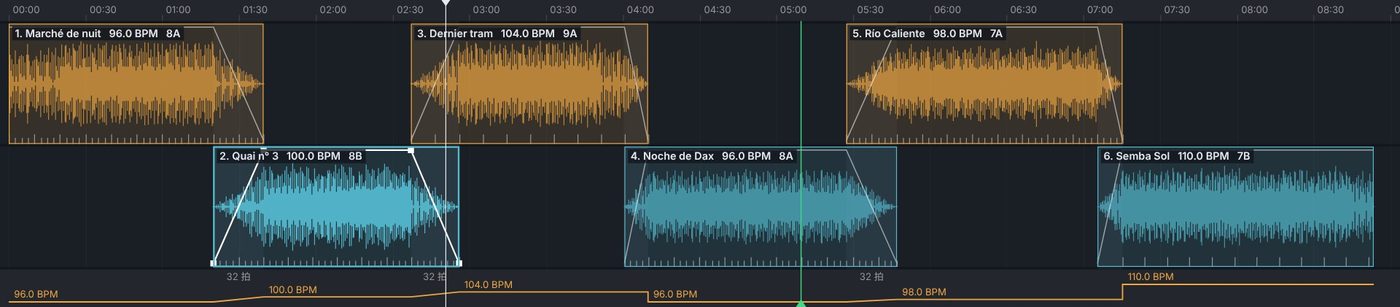 00:00 00:30 01:00 01:30 02:00 02:30 03:00 03:30 04:00 04:30 05:00 05:30 06:00 06:30 07:00 07:30 08:00 08:30
1. Marché de nuit 96.0 BPM 8A
3. Dernier tram 104.0 BPM 9A
5. Río Caliente 98.0 BPM 7A
2. Quai n° 3 100.0 BPM 8B
4. Noche de Dax 96.0 BPM 8A
6. Semba Sol 110.0 BPM 7B
32 拍 32 拍 32 拍
96.0 BPM 100.0 BPM 104.0 BPM 96.0 BPM 98.0 BPM 110.0 BPM